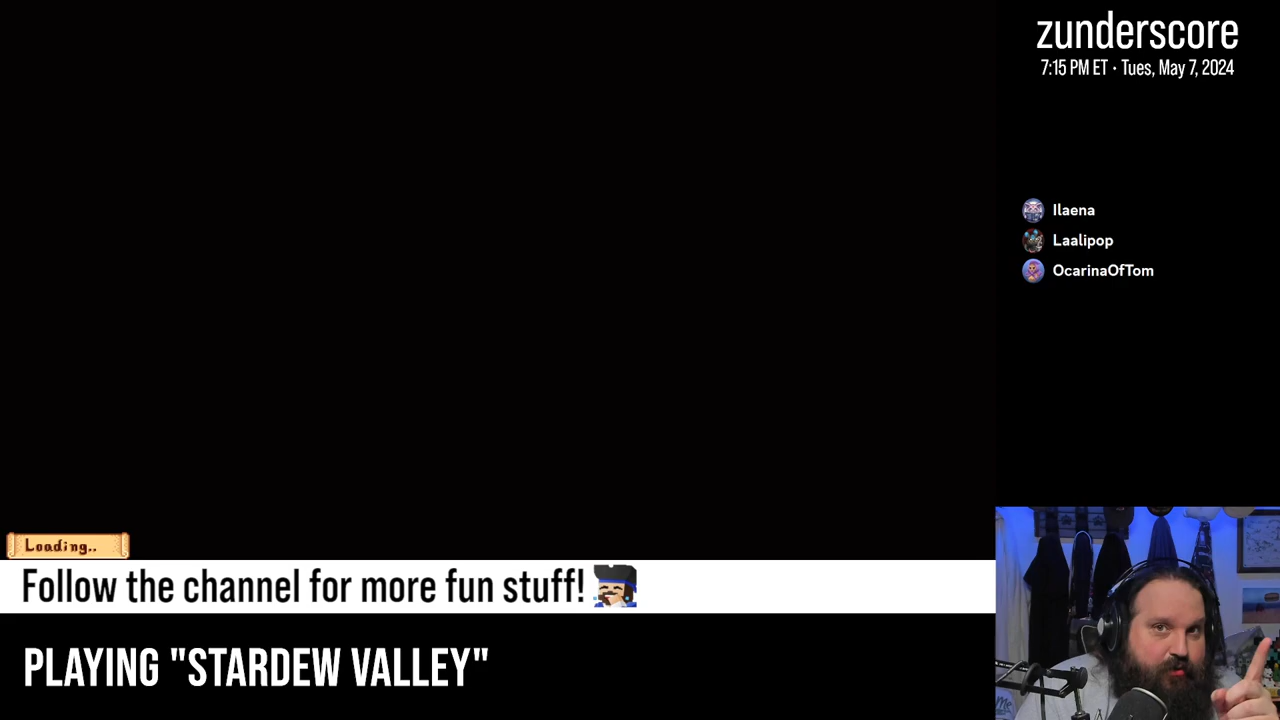 zunderscore
7:15 PM ET · Tues, May 7, 2024
Ilaena
Laalipop
OcarinaOfTom
Loading..
Follow the channel for more fun stuff!
PLAYING "STARDEW VALLEY"